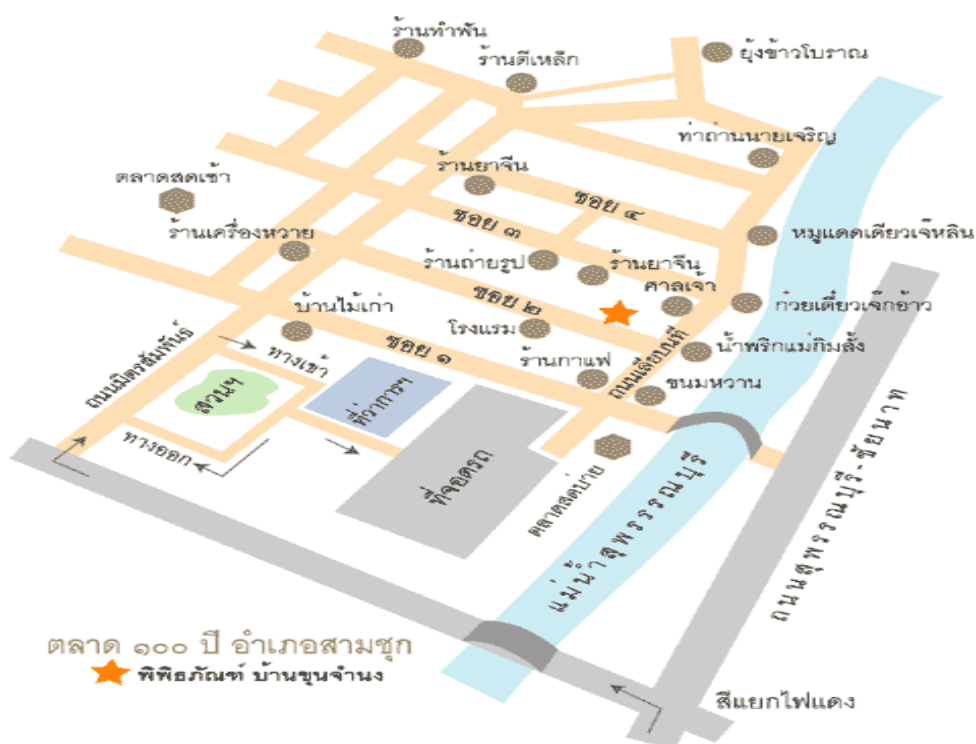 ร้านทำฟัน
ร้านตีเหล็ก
ยุ้งข้าวโบราณ
ท่าถ่านนายเจริญ
ร้านยาจีน
ตลาดสดเช้า
ซอย ๔
ซอย ๓
ร้านเครื่องหวาย
หมูแดดเดียวเจ๊หลิน
ร้านถ่ายรูป
ร้านยาจีน
ศาลเจ้า
ซอย ๒
บ้านไม้เก่า
ก๋วยเตี๋ยวเจ๊กอ้าว
โรงแรม
น้ำพริกแม่กิมลั้ง
ซอย ๑
ร้านกาแฟ
ถนนเลียบนที
ถนนมิตรสัมพันธ์
ทางเข้า
ขนมหวาน
สวนฯ
ที่ว่าการฯ
ทางออก
ที่จอดรถ
ตลาดสดบ่าย
แม่น้ำสุพรรรณบุรี
ถนนสุพรรณบุรี-ชัยนาท
ตลาด ๑๐๐ ปี อำเภอสามชุก
พิพิธภัณฑ์ บ้านขุนจำนง
สี่แยกไฟแดง